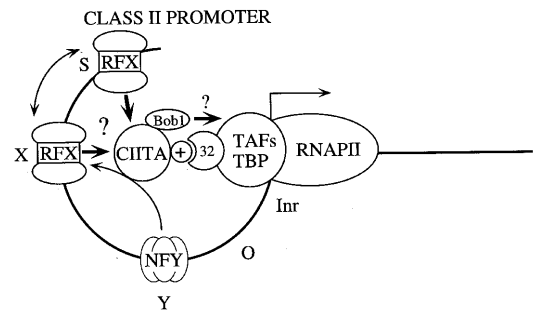 CLASS II PROMOTER
S RFX
?
Bob1
?
X RFX
CIITA + 32
TAFs
TBP
RNAPII
Inr
O
NFY
Y